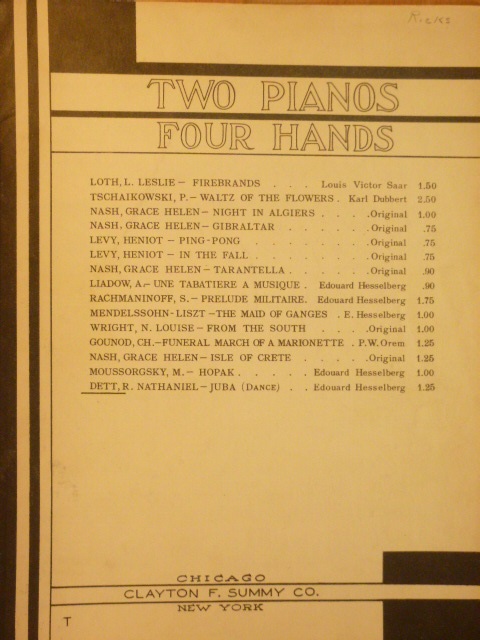 Ricks
TWO PIANOS
FOUR HANDS
LOTH, L. LESLIE — FIREBRANDS . . . Louis Victor Saar 1.50
TSCHAIKOWSKI, P. — WALTZ OF THE FLOWERS . Karl Dubbert 2.50
NASH, GRACE HELEN — NIGHT IN ALGIERS . . . .Original 1.00
NASH. GRACE HELEN — GIBRALTAR . . . . . . Original .75
LEVY, HENIOT — PING-PONG . . . . . . . Original .75
LEVY, HENIOT — IN THE FALL . . . . . . . Original .75
NASH, GRACE HELEN — TARANTELLA . . . . . Original .90
LIADOW, A.— UNE TABATIERE A MUSIQUE . Edouard Hesselberg .90
RACHMANINOFF, S.— PRELUDE MILITAIRE. Edouard Hesselberg 1.75
MENDELSSOHN-LISZT —THE MAID OF GANGES . E. Hesselberg 1.00
WRIGHT, N. LOUISE — FROM THE SOUTH . . . .Original 1.00
GOUNOD, CH.—FUNERAL MARCH OF A MARIONETTE . P.W. Orem 1.25
NASH, GRACE HELEN — ISLE OF CRETE . . . . .Original 1.25
MOUSSORGSKY, M.— HOPAK . . . . . Edouard Hesselberg 1.00
DETT, R. NATHANIEL—JUBA (DANCE) . . Edouard Hesselberg 1.25
CHICAGO
CLAYTON F. SUMMY CO.
NEW YORK
T